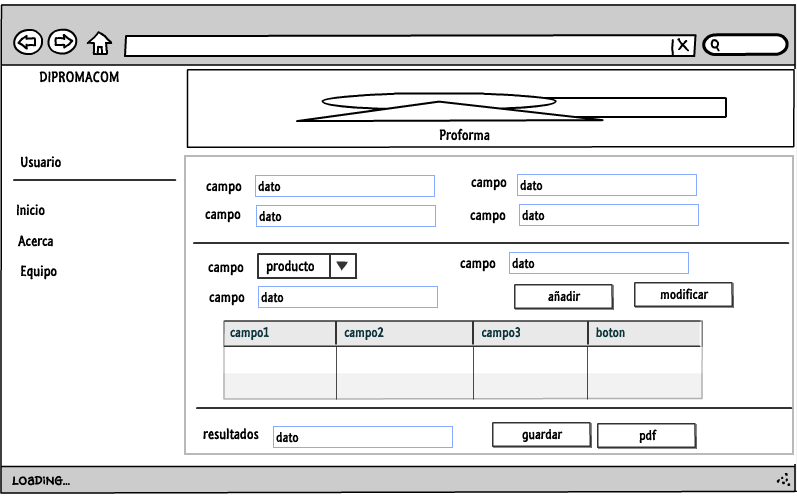 DIPROMACOM
Proforma
Usuario
Inicio
Acerca
Equipo
campo dato campo dato
campo dato campo dato
campo producto campo dato
campo dato añadir modificar
campo1 campo2 campo3 boton
resultados dato guardar pdf
LOADING...